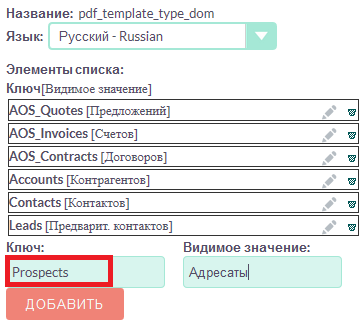 Название: pdf_template_type_dom
Язык: Русский - Russian
Элементы списка:
Ключ[Видимое значение]
AOS_Quotes [Предложений]
AOS_Invoices [Счетов]
AOS_Contracts [Договоров]
Accounts [Контрагентов]
Contacts [Контактов]
Leads [Предварит. контактов]
Ключ: Видимое значение:
Prospects Адресаты
ДОБАВИТЬ